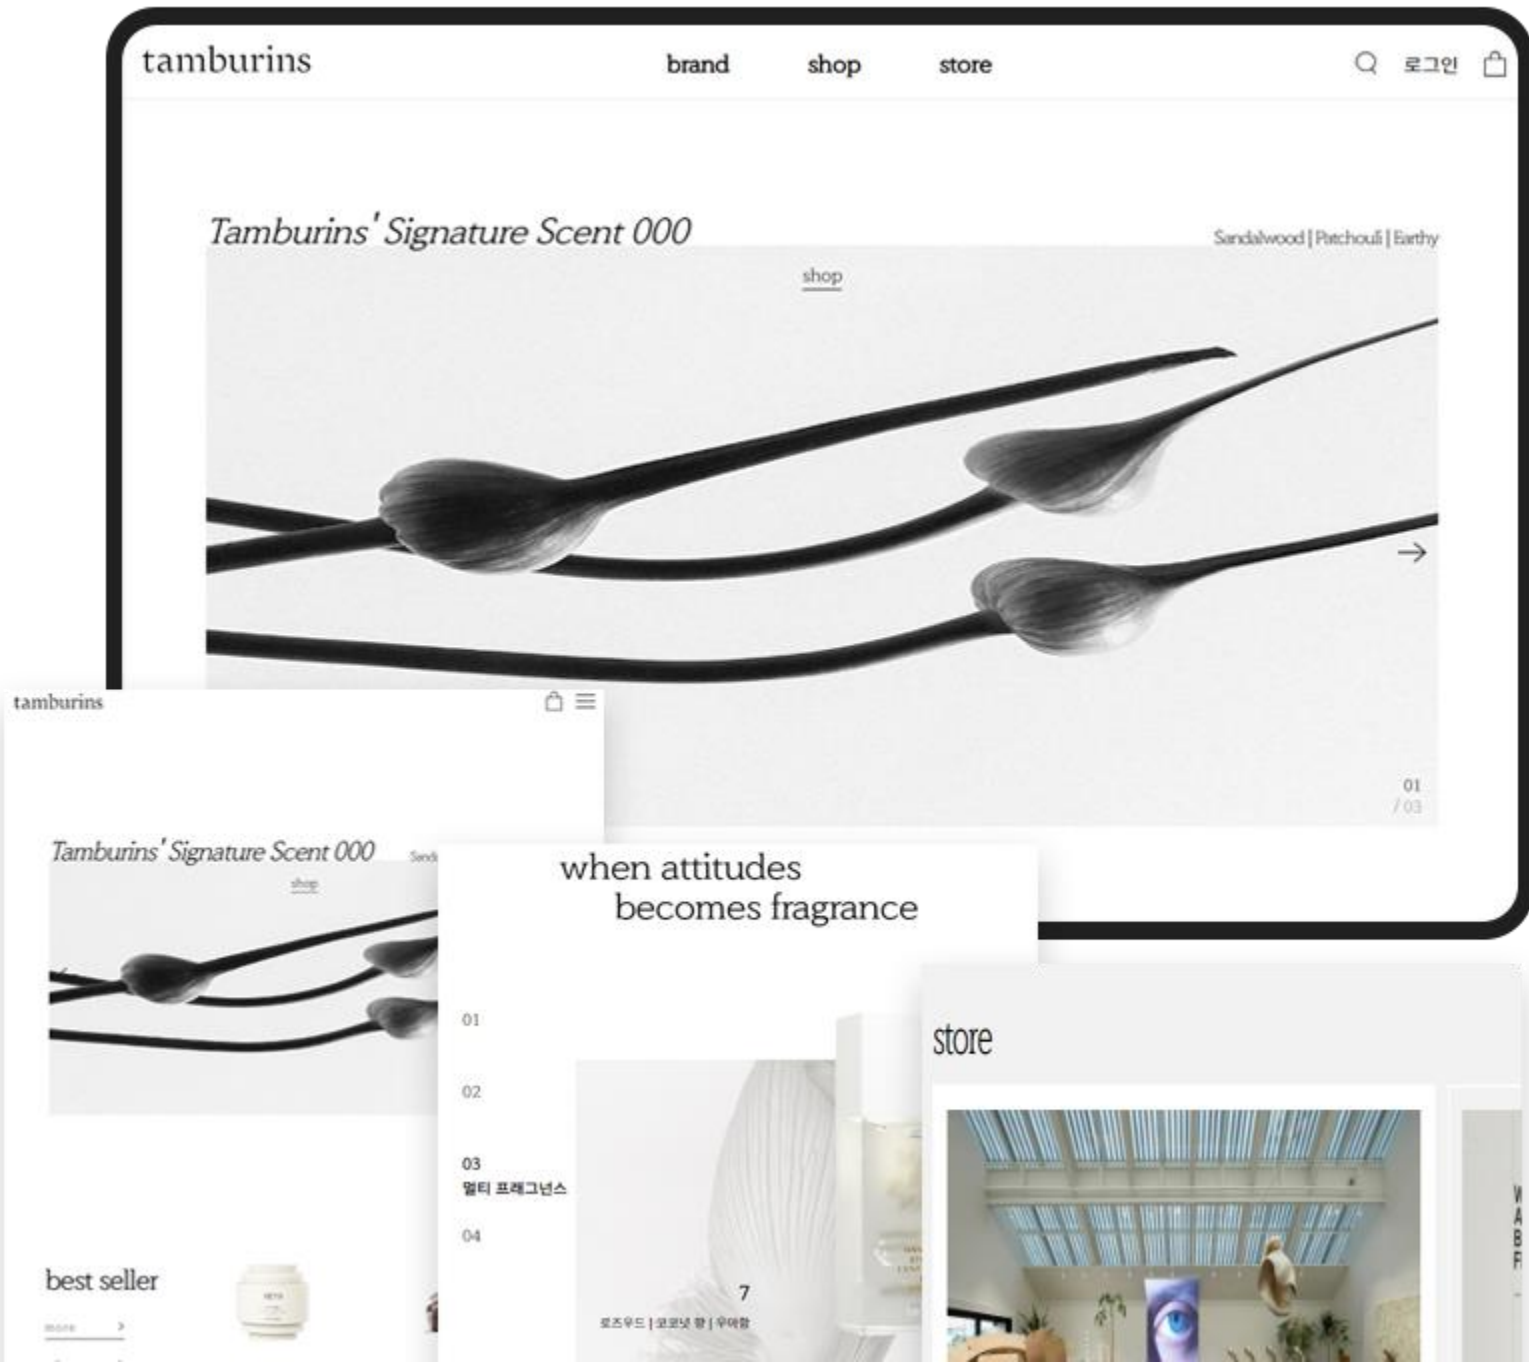 tamburins
brand shop store
로그인
Tamburins' Signature Scent 000
Sandalwood | Patchouli | Earthy
shop
01
/ 03
tamburins
Tamburins' Signature Scent 000
shop
best seller
more
when attitudes
becomes fragrance
01
02
03
멀티 프래그넌스
04
7
로즈우드 | 코코넛 향 | 우아함
store